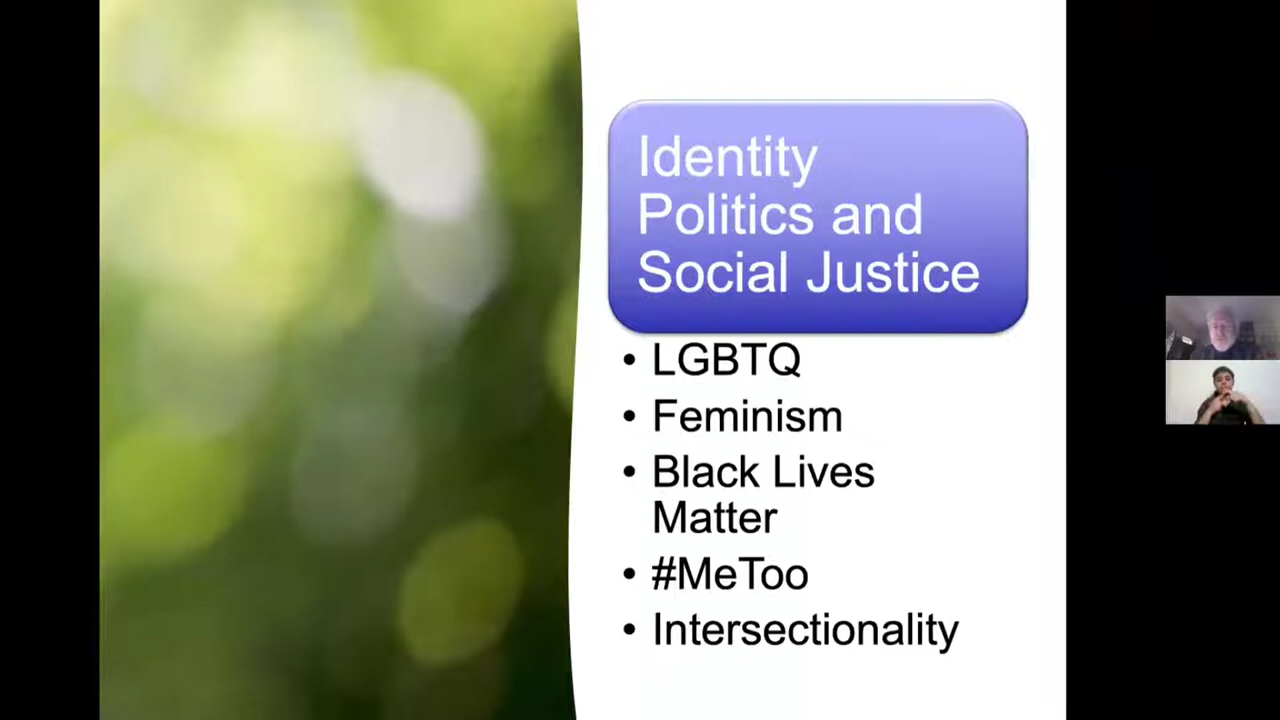 Identity
Politics and
Social Justice
• LGBTQ
• Feminism
• Black Lives
Matter
• #MeToo
• Intersectionality